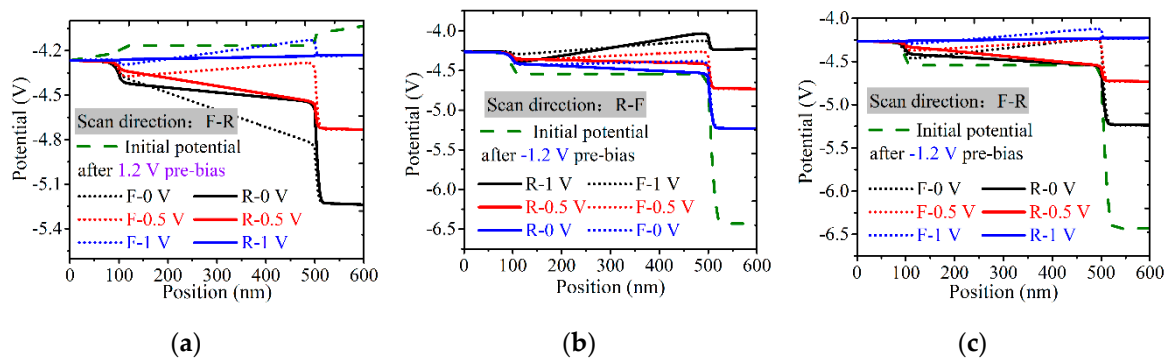 -4.2
-4.5
-4.8
-5.1
-5.4
Potential (V)
Scan direction: F-R
Initial potential
after 1.2 V pre-bias
F-0 V R-0 V
F-0.5 V R-0.5 V
F-1 V R-1 V
0 100 200 300 400 500 600
Position (nm)
(a)
-4.0
-4.5
-5.0
-5.5
-6.0
-6.5
Potential (V)
Scan direction: R-F
Initial potential
after -1.2 V pre-bias
R-1 V F-1 V
R-0.5 V F-0.5 V
R-0 V F-0 V
0 100 200 300 400 500 600
Position (nm)
(b)
-4.0
-4.5
-5.0
-5.5
-6.0
-6.5
Potential (V)
Scan direction: F-R
Initial potential
after -1.2 V pre-bias
F-0 V R-0 V
F-0.5 V R-0.5 V
F-1 V R-1 V
0 100 200 300 400 500 600
Position (nm)
(c)